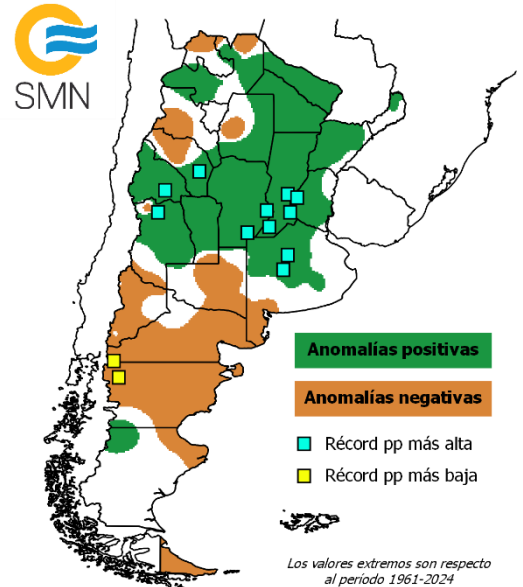 SMN
Anomalías positivas
Anomalías negativas
Récord pp más alta
Récord pp más baja
Los valores extremos son respecto
al período 1961-2024